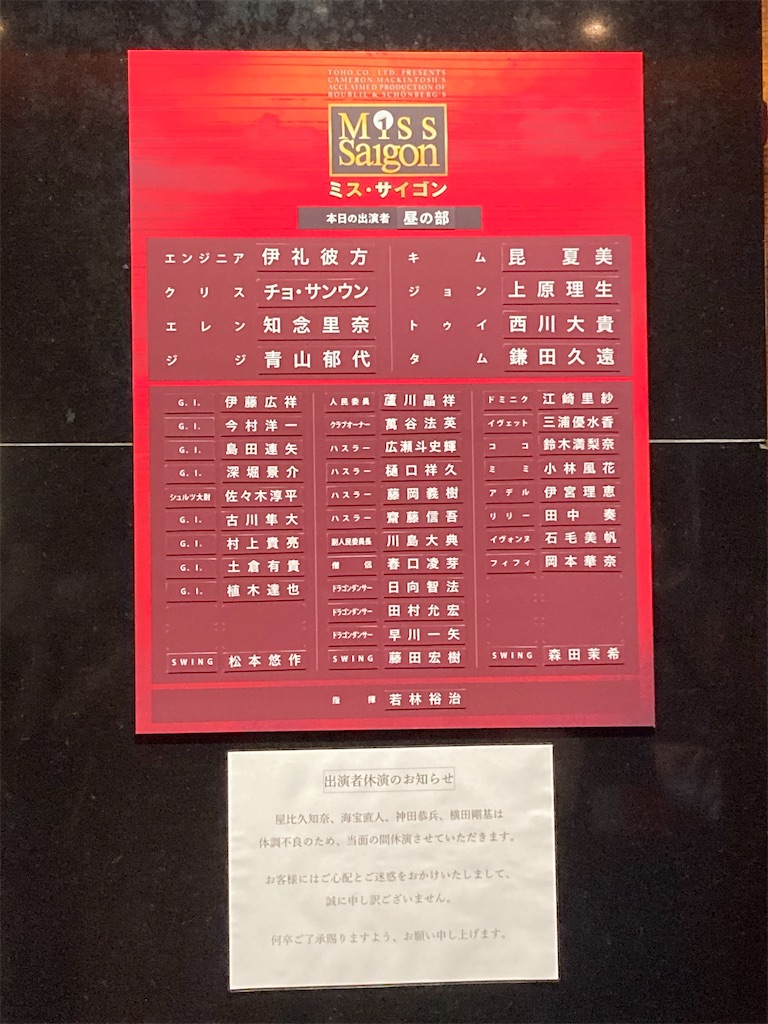 TOHO CO., LTD. PRESENTS
CAMERON MACKINTOSH'S
ACCLAIMED PRODUCTION OF
BOUBLIL & SCHÖNBERG'S
Miss
Saigon
ミス・サイゴン
本日の出演者 昼の部
エンジニア 伊礼彼方 キム 昆夏美
クリス チョ・サンウン ジョン 上原理生
エレン 知念里奈 トゥイ 西川大貴
ジジ 青山郁代 タム 鎌田久遠
G.I. 伊藤広祥
G.I. 今村洋一
G.I. 島田連矢
G.I. 深堀景介
シュルツ大尉 佐々木淳平
G.I. 古川隼大
G.I. 村上貴亮
G.I. 土倉有貴
G.I. 植木達也
SWING 松本悠作
人民委員 蘆川晶祥
クラブオーナー 萬谷法英
ハスラー 広瀬斗史輝
ハスラー 樋口祥久
ハスラー 藤岡義樹
ハスラー 齋藤信吾
副人民委員長 川島大典
僧侶 春口凌芽
ドラゴンダンサー 日向智法
ドラゴンダンサー 田村允宏
ドラゴンダンサー 早川一矢
SWING 藤田宏樹
ドミニク 江崎里紗
イヴェット 三浦優水香
ココ 鈴木満梨奈
ミミ 小林風花
アデル 伊宮理恵
リリー 田中奏
イヴォンヌ 石毛美帆
フィフィ 岡本華奈
SWING 森田茉希
指揮 若林裕治
出演者休演のお知らせ
屋比久知奈、海宝直人、神田恭兵、横田剛基は
体調不良のため、当面の間休演させていただきます。
お客様にはご心配とご迷惑をおかけいたしまして、
誠に申し訳ございません。
何卒ご了承賜りますよう、お願い申し上げます。